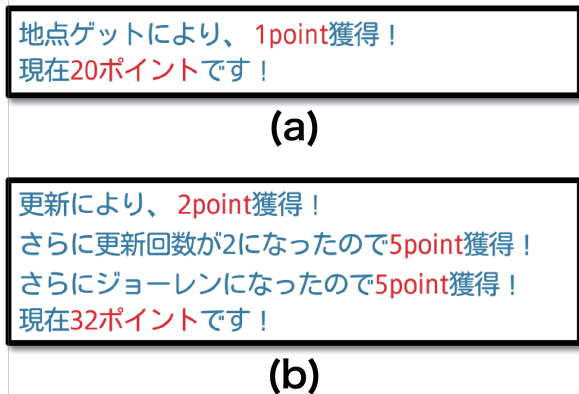 地点ゲットにより、 1point獲得！
現在20ポイントです！
(a)
更新により、 2point獲得！
さらに更新回数が2になったので5point獲得！
さらにジョーレンになったので5point獲得！
現在32ポイントです！
(b)